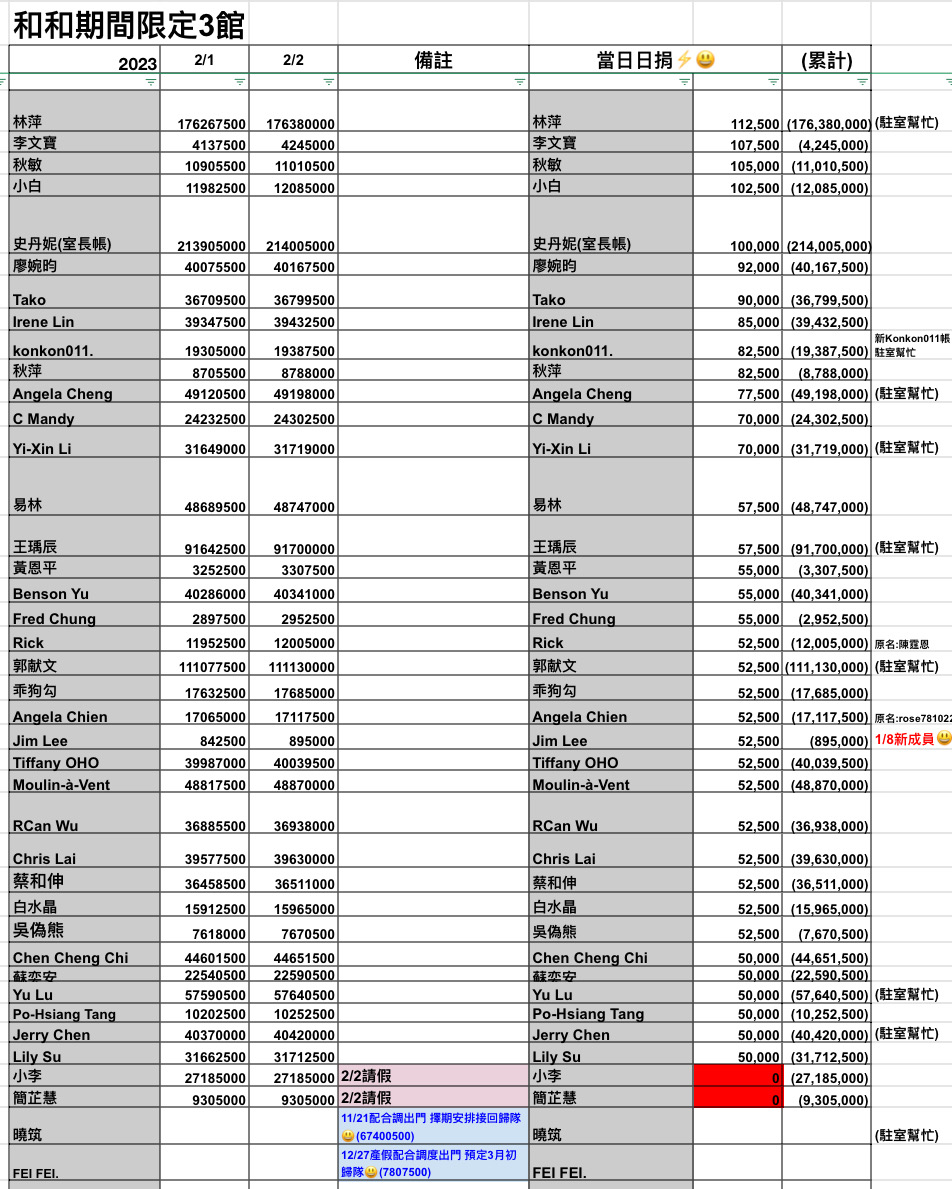 和和期間限定3館
2023 2/1 2/2 備註 當日日捐⚡😃 (累計)
林萍 176267500 176380000 林萍 112,500 (176,380,000) (駐室幫忙)
李文寶 4137500 4245000 李文寶 107,500 (4,245,000)
秋敏 10905500 11010500 秋敏 105,000 (11,010,500)
小白 11982500 12085000 小白 102,500 (12,085,000)
史丹妮(室長帳) 213905000 214005000 史丹妮(室長帳) 100,000 (214,005,000)
廖婉昀 40075500 40167500 廖婉昀 92,000 (40,167,500)
Tako 36709500 36799500 Tako 90,000 (36,799,500)
Irene Lin 39347500 39432500 Irene Lin 85,000 (39,432,500)
新Konkon011帳
konkon011. 19305000 19387500 konkon011. 82,500 (19,387,500) 駐室幫忙
秋萍 8705500 8788000 秋萍 82,500 (8,788,000)
Angela Cheng 49120500 49198000 Angela Cheng 77,500 (49,198,000) (駐室幫忙)
C Mandy 24232500 24302500 C Mandy 70,000 (24,302,500)
Yi-Xin Li 31649000 31719000 Yi-Xin Li 70,000 (31,719,000) (駐室幫忙)
易林 48689500 48747000 易林 57,500 (48,747,000)
王瑀辰 91642500 91700000 王瑀辰 57,500 (91,700,000) (駐室幫忙)
黃恩平 3252500 3307500 黃恩平 55,000 (3,307,500)
Benson Yu 40286000 40341000 Benson Yu 55,000 (40,341,000)
Fred Chung 2897500 2952500 Fred Chung 55,000 (2,952,500)
Rick 11952500 12005000 Rick 52,500 (12,005,000) 原名:陳霆恩
郭献文 111077500 111130000 郭献文 52,500 (111,130,000) (駐室幫忙)
乖狗勾 17632500 17685000 乖狗勾 52,500 (17,685,000)
Angela Chien 17065000 17117500 Angela Chien 52,500 (17,117,500) 原名:rose781022
Jim Lee 842500 895000 Jim Lee 52,500 (895,000) 1/8新成員😃
Tiffany OHO 39987000 40039500 Tiffany OHO 52,500 (40,039,500)
Moulin-à-Vent 48817500 48870000 Moulin-à-Vent 52,500 (48,870,000)
RCan Wu 36885500 36938000 RCan Wu 52,500 (36,938,000)
Chris Lai 39577500 39630000 Chris Lai 52,500 (39,630,000)
蔡和伸 36458500 36511000 蔡和伸 52,500 (36,511,000)
白水晶 15912500 15965000 白水晶 52,500 (15,965,000)
吳偽熊 7618000 7670500 吳偽熊 52,500 (7,670,500)
Chen Cheng Chi 44601500 44651500 Chen Cheng Chi 50,000 (44,651,500)
蘇奕安 22540500 22590500 蘇奕安 50,000 (22,590,500)
Yu Lu 57590500 57640500 Yu Lu 50,000 (57,640,500) (駐室幫忙)
Po-Hsiang Tang 10202500 10252500 Po-Hsiang Tang 50,000 (10,252,500)
Jerry Chen 40370000 40420000 Jerry Chen 50,000 (40,420,000) (駐室幫忙)
Lily Su 31662500 31712500 Lily Su 50,000 (31,712,500)
小李 27185000 27185000 2/2請假 小李 0 (27,185,000)
簡芷慧 9305000 9305000 2/2請假 簡芷慧 0 (9,305,000)
11/21配合調出門 擇期安排接回歸隊
曉筑 😃(67400500) 曉筑 (駐室幫忙)
12/27產假配合調度出門 預定3月初
FEI FEI. 歸隊😃(7807500) FEI FEI.